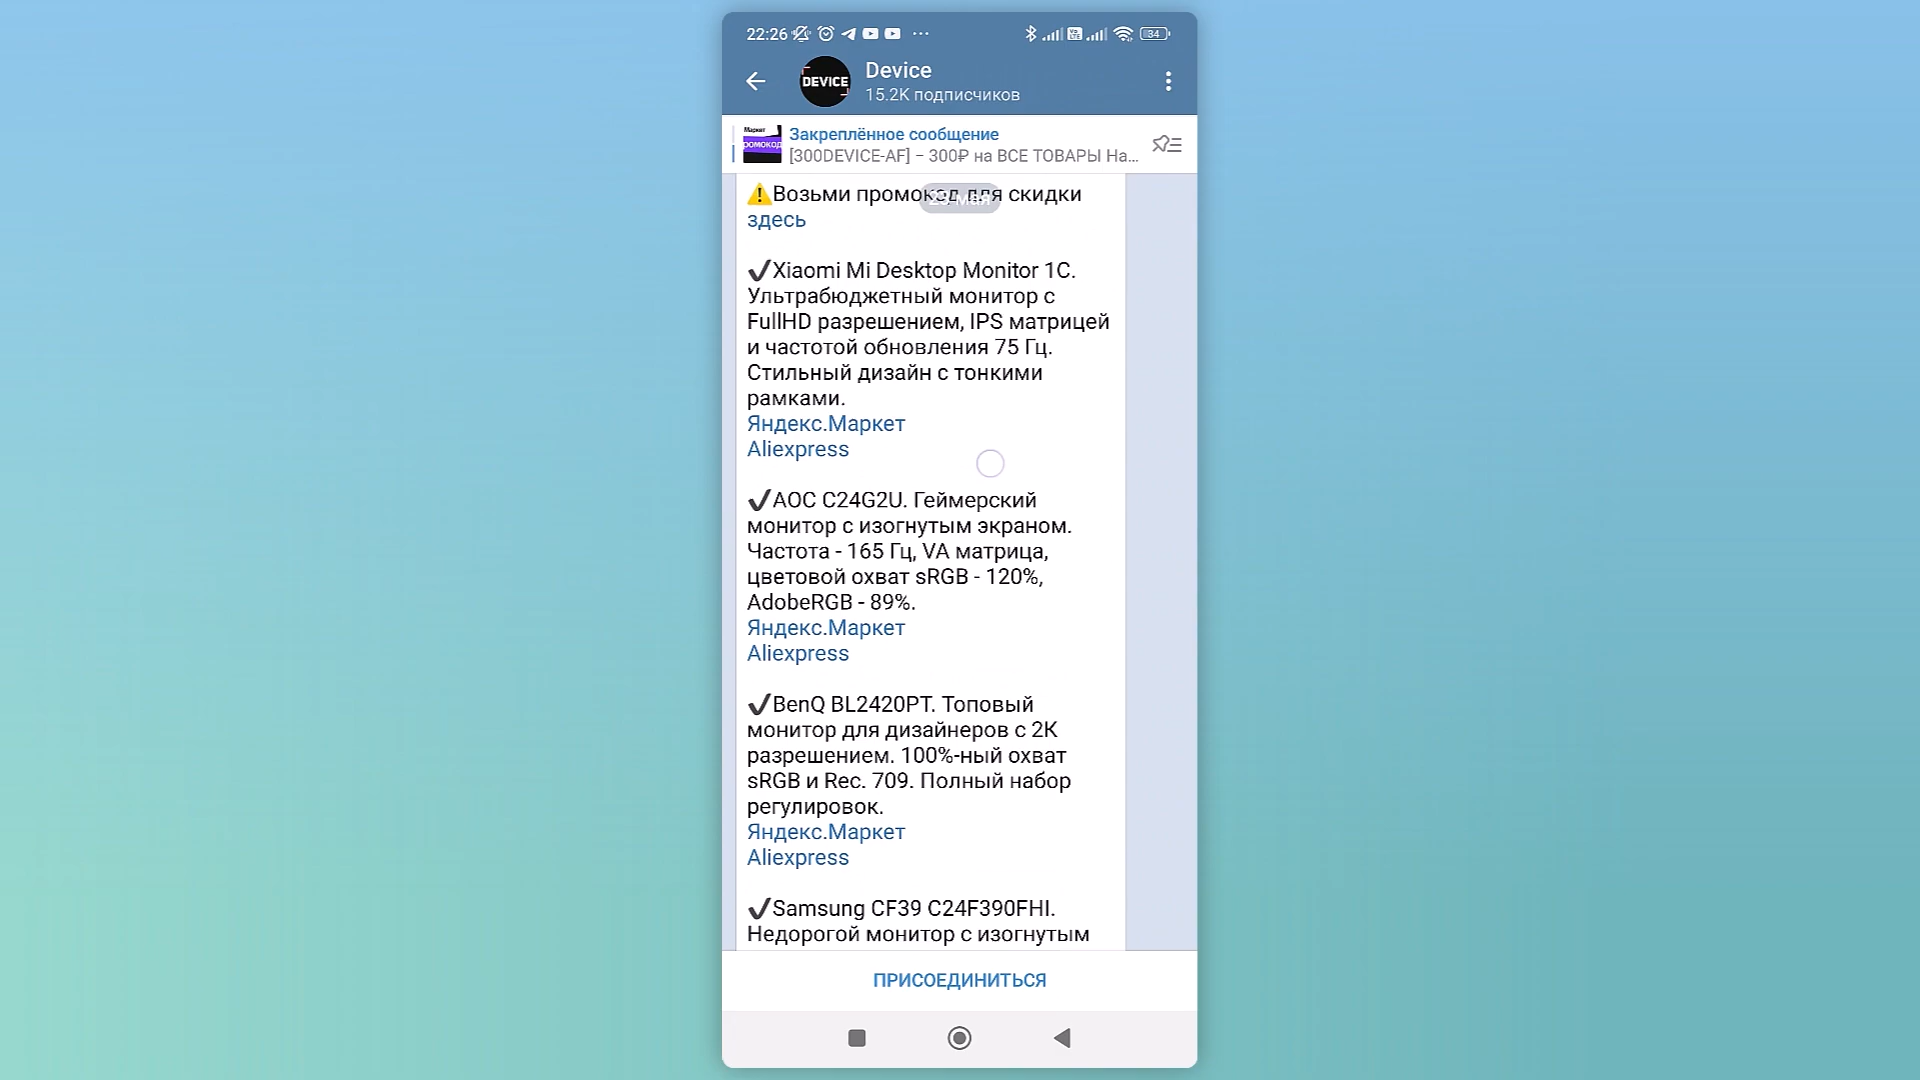 22:26
34
DEVICE
Device
15.2K подписчиков
Маркет
Закреплённое сообщение
[300DEVICE-AF] – 300₽ на ВСЕ ТОВАРЫ На...
⚠️Возьми промокод для скидки
здесь
✔Xiaomi Mi Desktop Monitor 1C.
Ультрабюджетный монитор с
FullHD разрешением, IPS матрицей
и частотой обновления 75 Гц.
Стильный дизайн с тонкими
рамками.
Яндекс.Маркет
Aliexpress
✔AOC C24G2U. Геймерский
монитор с изогнутым экраном.
Частота - 165 Гц, VA матрица,
цветовой охват sRGB - 120%,
AdobeRGB - 89%.
Яндекс.Маркет
Aliexpress
✔BenQ BL2420PT. Топовый
монитор для дизайнеров с 2К
разрешением. 100%-ный охват
sRGB и Rec. 709. Полный набор
регулировок.
Яндекс.Маркет
Aliexpress
✔Samsung CF39 C24F390FHI.
Недорогой монитор с изогнутым
ПРИСОЕДИНИТЬСЯ